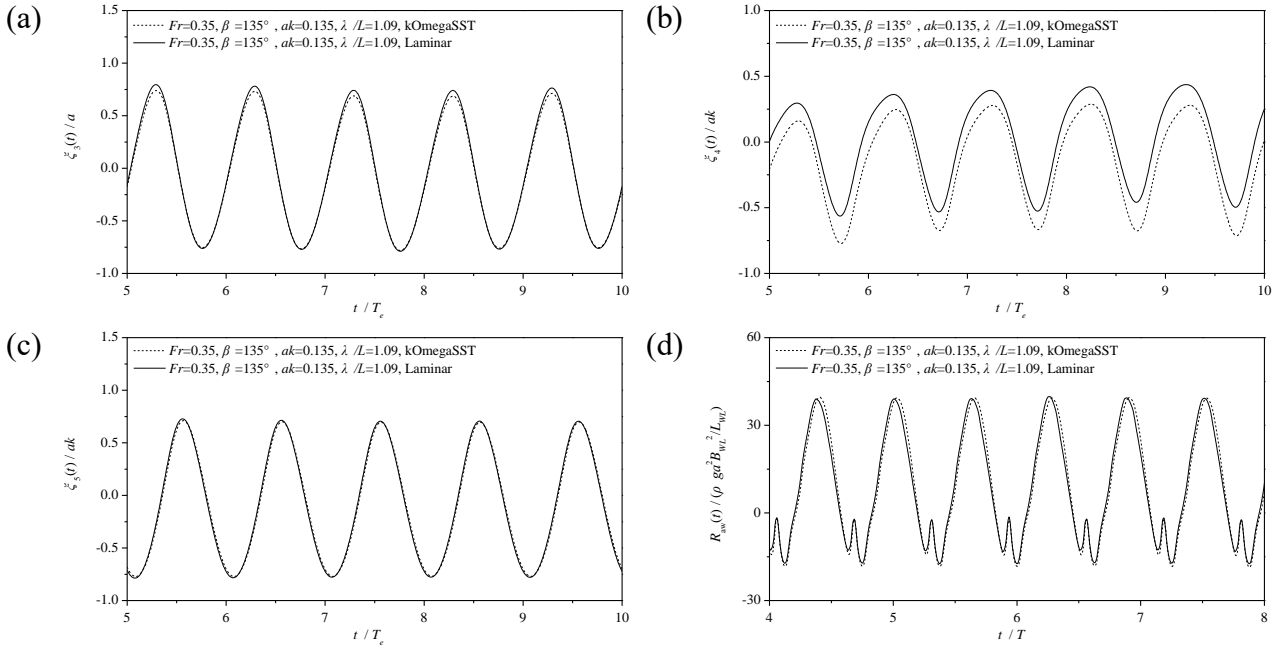 (a)
1.5
1.0
0.5
0.0
-0.5
-1.0
ξ₃(t) / a
Fr=0.35, β =135° , ak=0.135, λ /L=1.09, kOmegaSST
Fr=0.35, β =135° , ak=0.135, λ /L=1.09, Laminar
5 6 7 8 9 10
t / Tₑ
(b)
1.0
0.5
0.0
-0.5
-1.0
ξ₄(t) / ak
Fr=0.35, β =135° , ak=0.135, λ /L=1.09, kOmegaSST
Fr=0.35, β =135° , ak=0.135, λ /L=1.09, Laminar
5 6 7 8 9 10
t / Tₑ
(c)
1.5
1.0
0.5
0.0
-0.5
-1.0
ξ₅(t) / ak
Fr=0.35, β =135° , ak=0.135, λ /L=1.09, kOmegaSST
Fr=0.35, β =135° , ak=0.135, λ /L=1.09, Laminar
5 6 7 8 9 10
t / Tₑ
(d)
60
30
0
-30
R_aw(t) / (ρ ga²B_WL²/L_WL)
Fr=0.35, β =135° , ak=0.135, λ /L=1.09, kOmegaSST
Fr=0.35, β =135° , ak=0.135, λ /L=1.09, Laminar
4 5 6 7 8
t / T